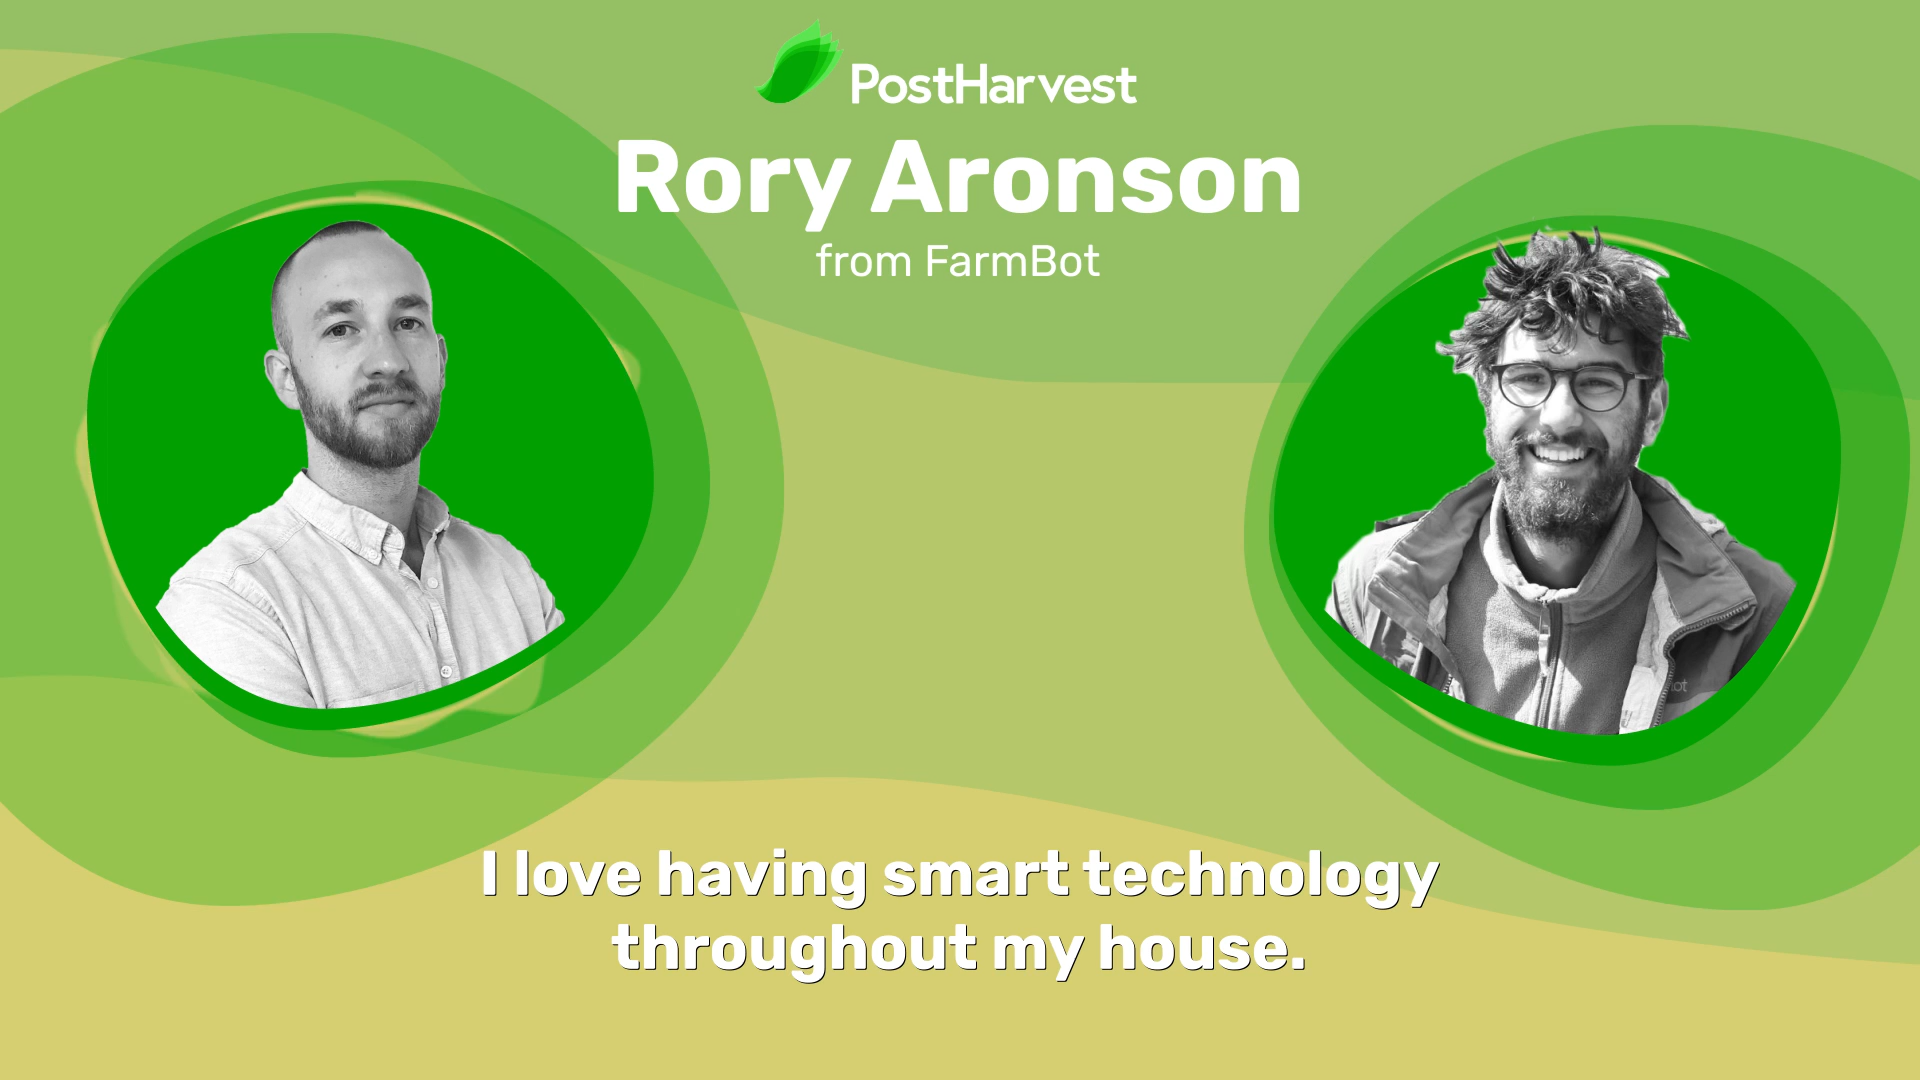 PostHarvest
Rory Aronson
from FarmBot
I love having smart technology
throughout my house.